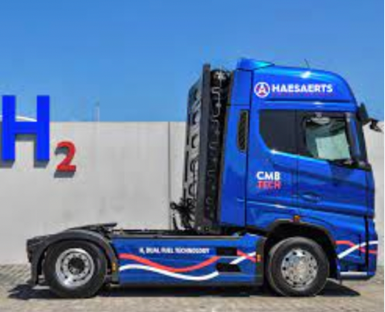 H2
HAESAERTS
CMB
TECH
H2 DUAL FUEL TECHNOLOGY